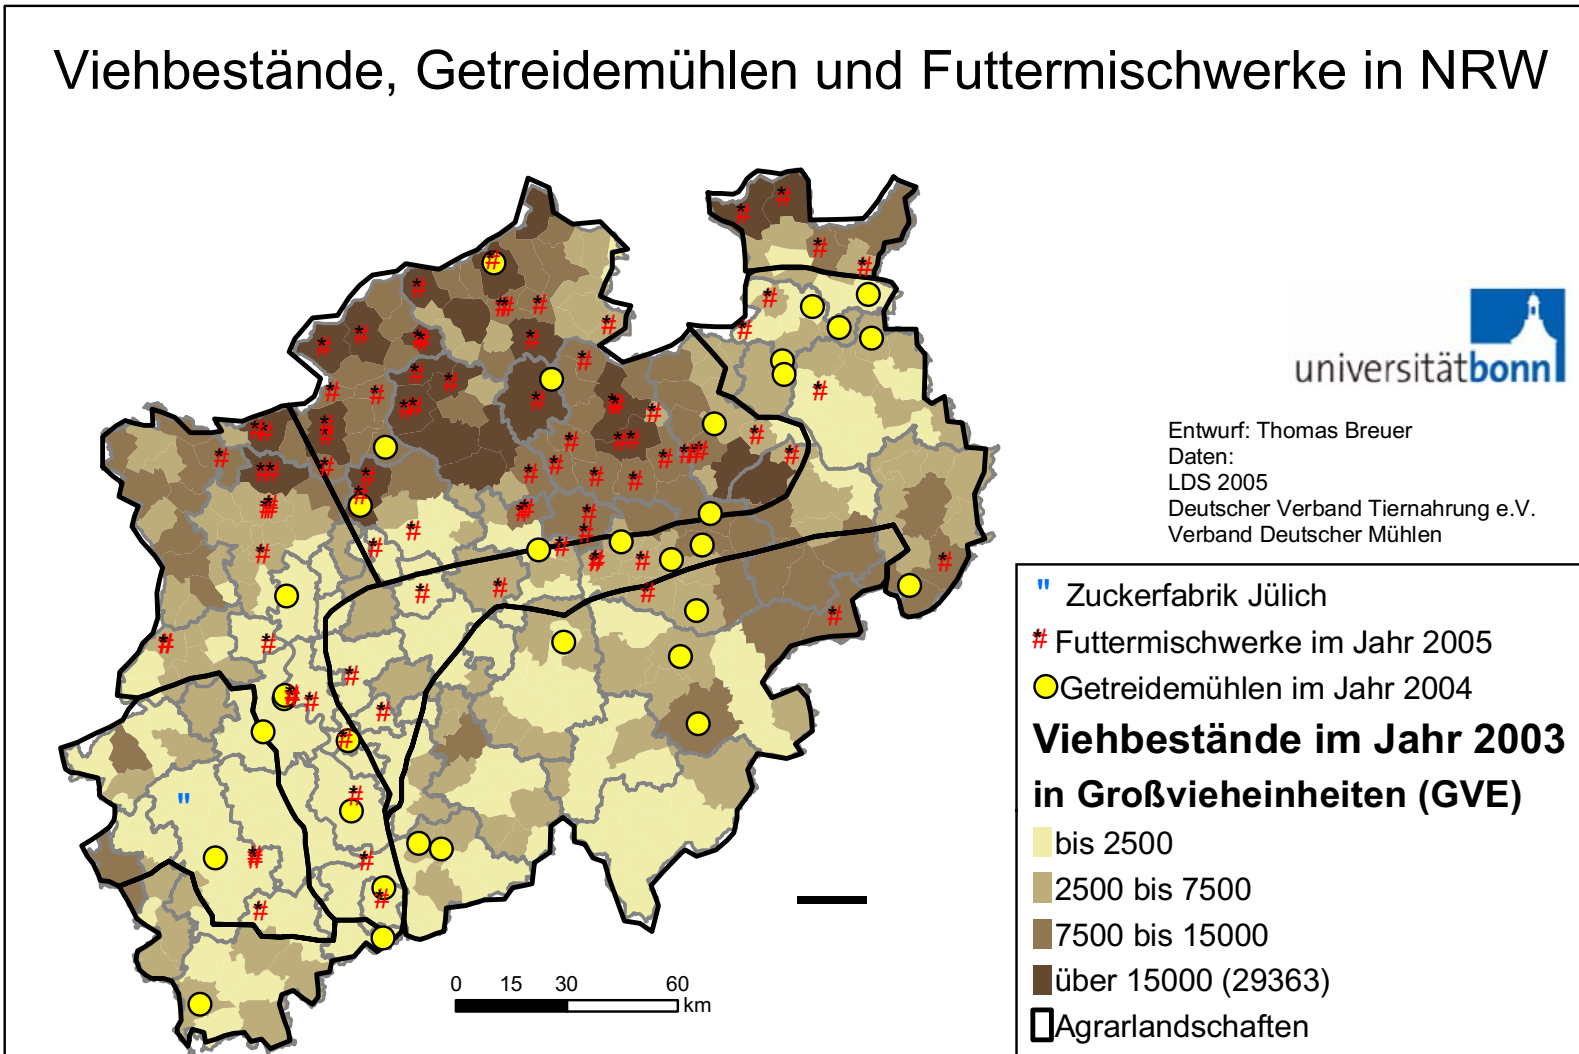 Viehbestände, Getreidemühlen und Futtermischwerke in NRW
universitätbonn
Entwurf: Thomas Breuer
Daten:
LDS 2005
Deutscher Verband Tiernahrung e.V.
Verband Deutscher Mühlen
" Zuckerfabrik Jülich
# Futtermischwerke im Jahr 2005
Getreidemühlen im Jahr 2004
Viehbestände im Jahr 2003
in Großvieheinheiten (GVE)
bis 2500
2500 bis 7500
7500 bis 15000
über 15000 (29363)
Agrarlandschaften
0 15 30 60
km